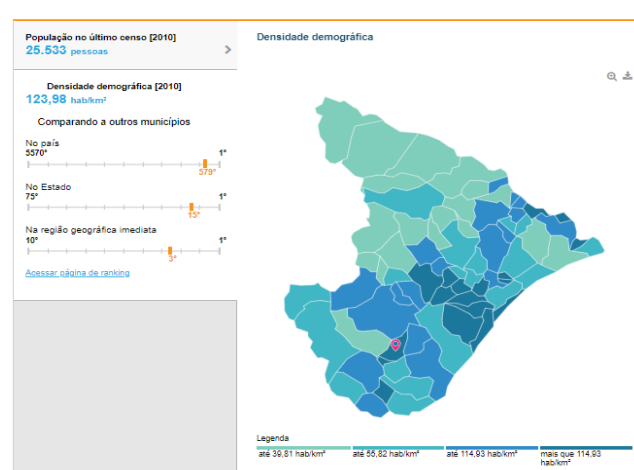 População no último censo [2010]
25.533 pessoas
Densidade demográfica [2010]
123,98 hab/km²
Comparando a outros municípios
No país
5570° 1°
579°
No Estado
75° 1°
15°
Na região geográfica imediata
10° 1°
3°
Acessar página de ranking
Densidade demográfica
Legenda
até 39,81 hab/km² até 55,82 hab/km² até 114,93 hab/km² mais que 114,93
hab/km²